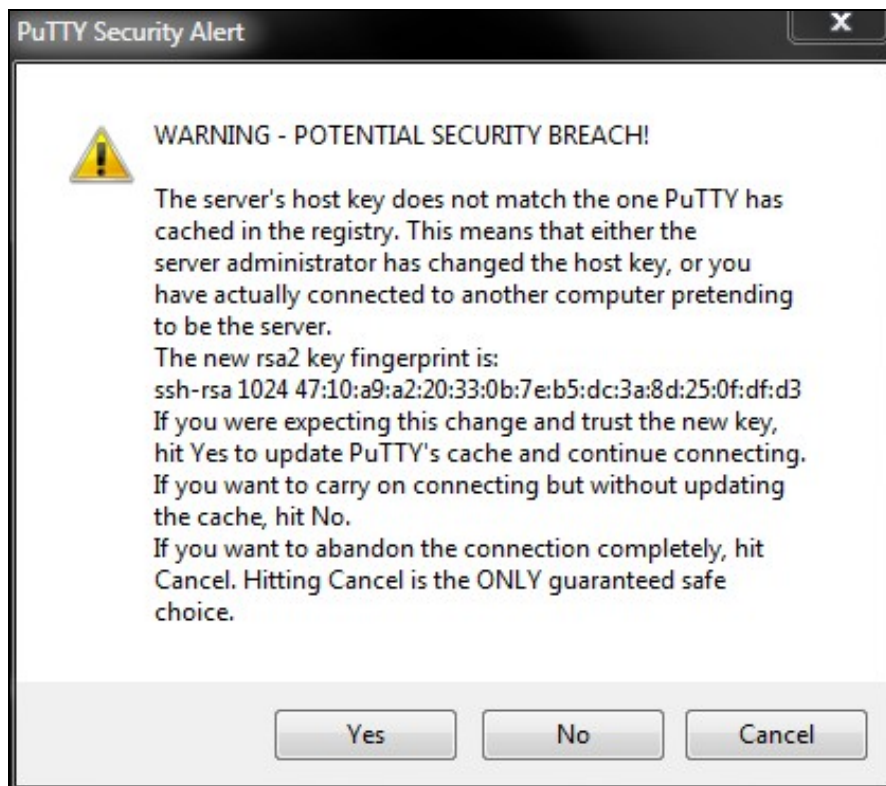 PuTTY Security Alert
X
WARNING - POTENTIAL SECURITY BREACH!
The server's host key does not match the one PuTTY has
cached in the registry. This means that either the
server administrator has changed the host key, or you
have actually connected to another computer pretending
to be the server.
The new rsa2 key fingerprint is:
ssh-rsa 1024 47:10:a9:a2:20:33:0b:7e:b5:dc:3a:8d:25:0f:df:d3
If you were expecting this change and trust the new key,
hit Yes to update PuTTY's cache and continue connecting.
If you want to carry on connecting but without updating
the cache, hit No.
If you want to abandon the connection completely, hit
Cancel. Hitting Cancel is the ONLY guaranteed safe
choice.
Yes No Cancel